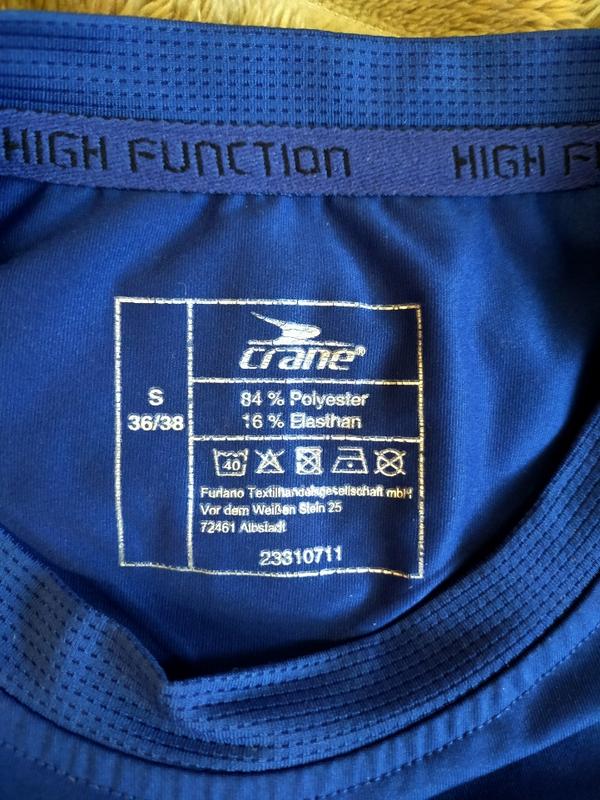 HIGH FUNCTION HIGH F
crane®
S
36/38
84 % Polyester
16 % Elasthan
40
Furlano Textilhandelsgesellschaft mbH
Vor dem Weißen Stein 25
72461 Albstadt
23310711